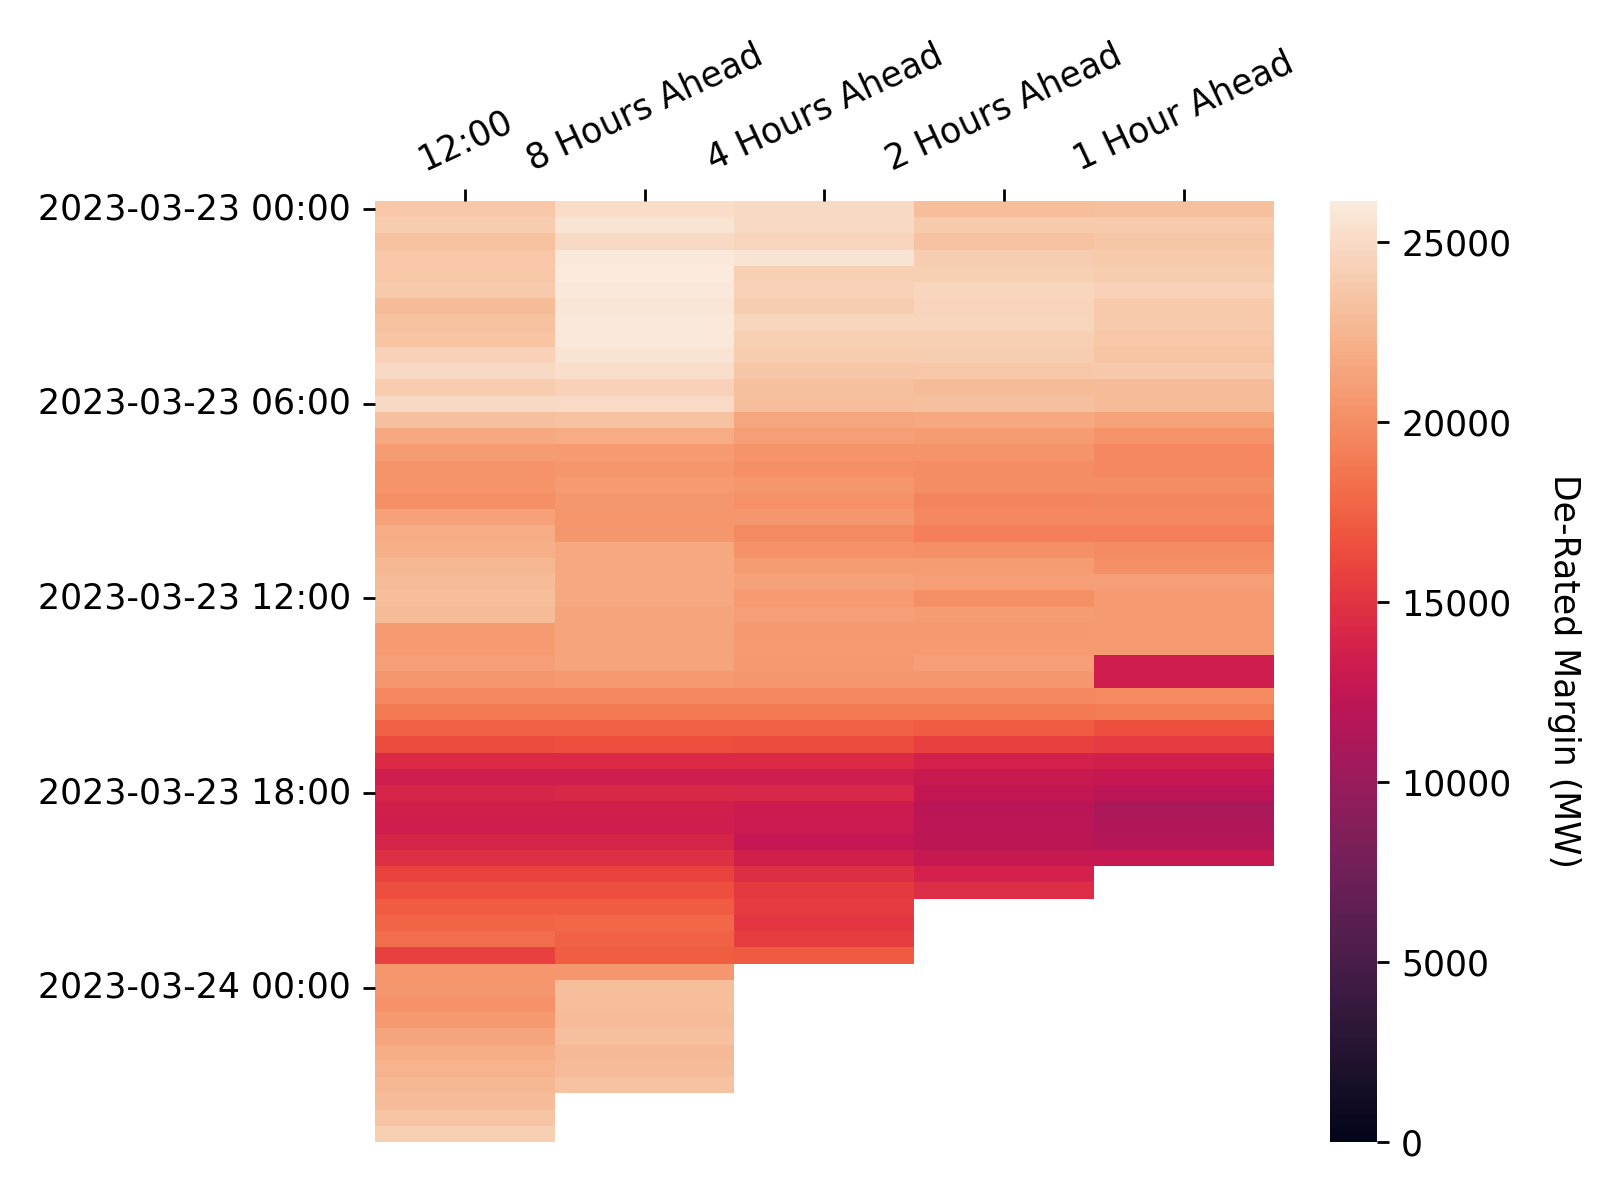 12:00
8 Hours Ahead
4 Hours Ahead
2 Hours Ahead
1 Hour Ahead
2023-03-23 00:00
2023-03-23 06:00
2023-03-23 12:00
2023-03-23 18:00
2023-03-24 00:00
25000
20000
15000
10000
5000
0
De-Rated Margin (MW)